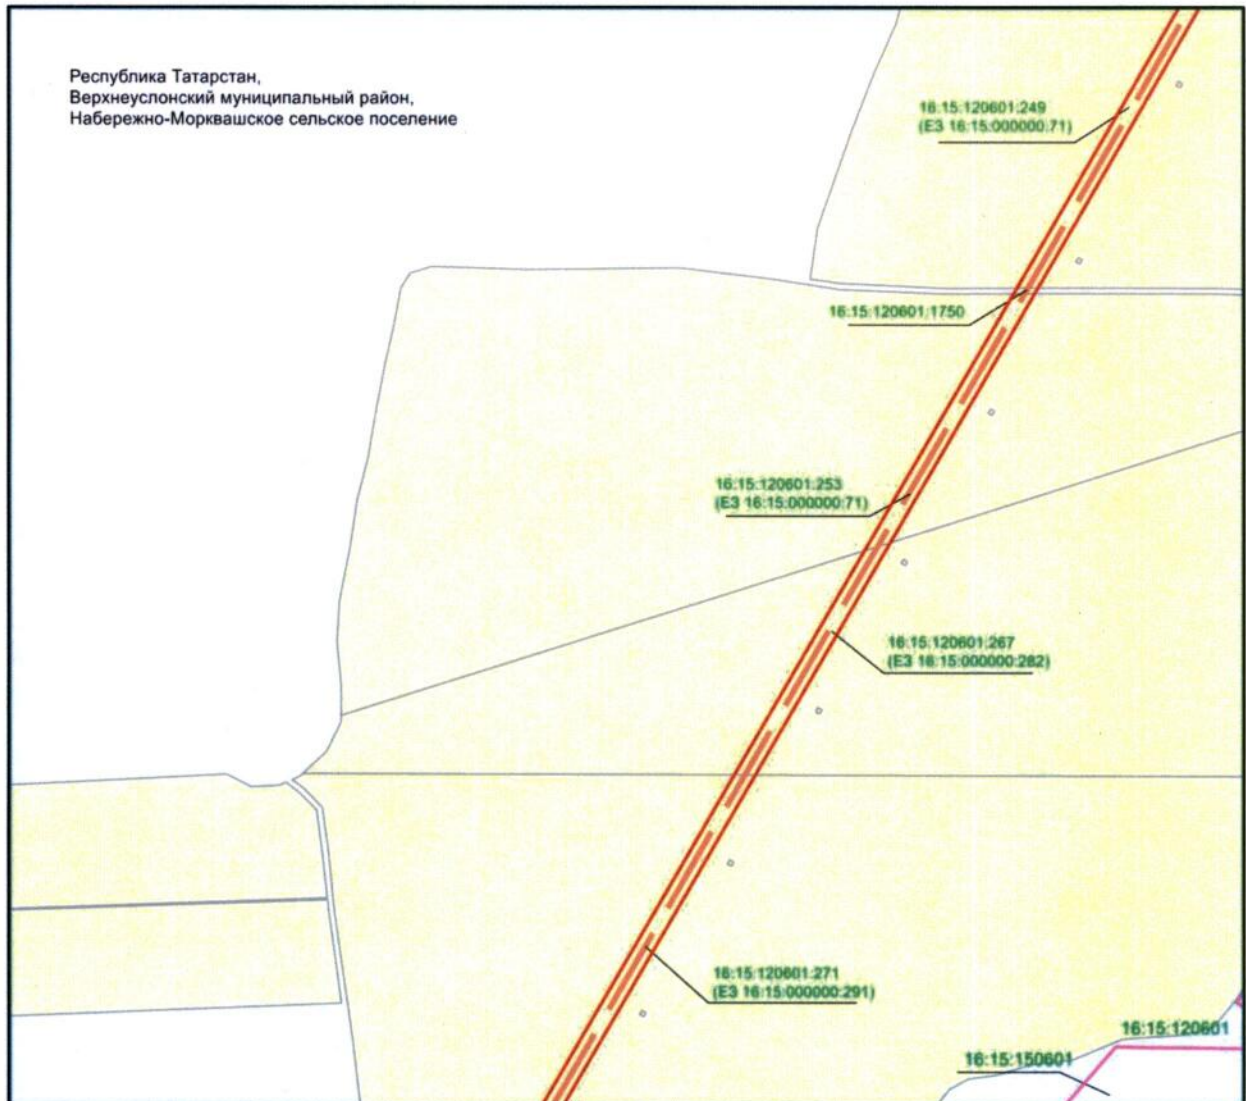 Республика Татарстан,
Верхнеуслонский муниципальный район,
Набережно-Морквашское сельское поселение
16:15:120601:249
(ЕЗ 16:15:000000:71)
16:15:120601:1750
16:15:120601:253
(ЕЗ 16:15:000000:71)
16:15:120601:267
(ЕЗ 16:15:000000:282)
16:15:120601:271
(ЕЗ 16:15:000000:291)
16:15:120601
16:15:150601